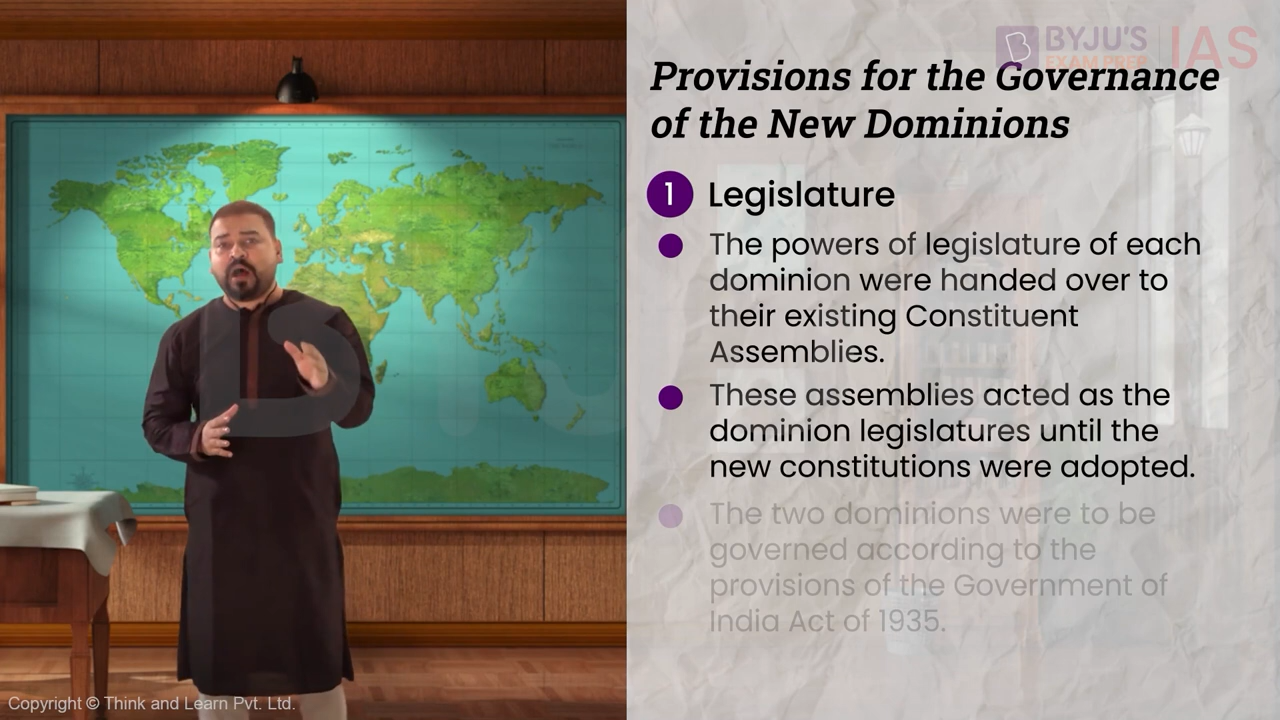 BYJU'S
EXAM PREP
IAS
Provisions for the Governance
of the New Dominions
1 Legislature
The powers of legislature of each
dominion were handed over to
their existing Constituent
Assemblies.
These assemblies acted as the
dominion legislatures until the
new constitutions were adopted.
The two dominions were to be
governed according to the
provisions of the Government of
India Act of 1935.
Copyright © Think and Learn Pvt. Ltd.